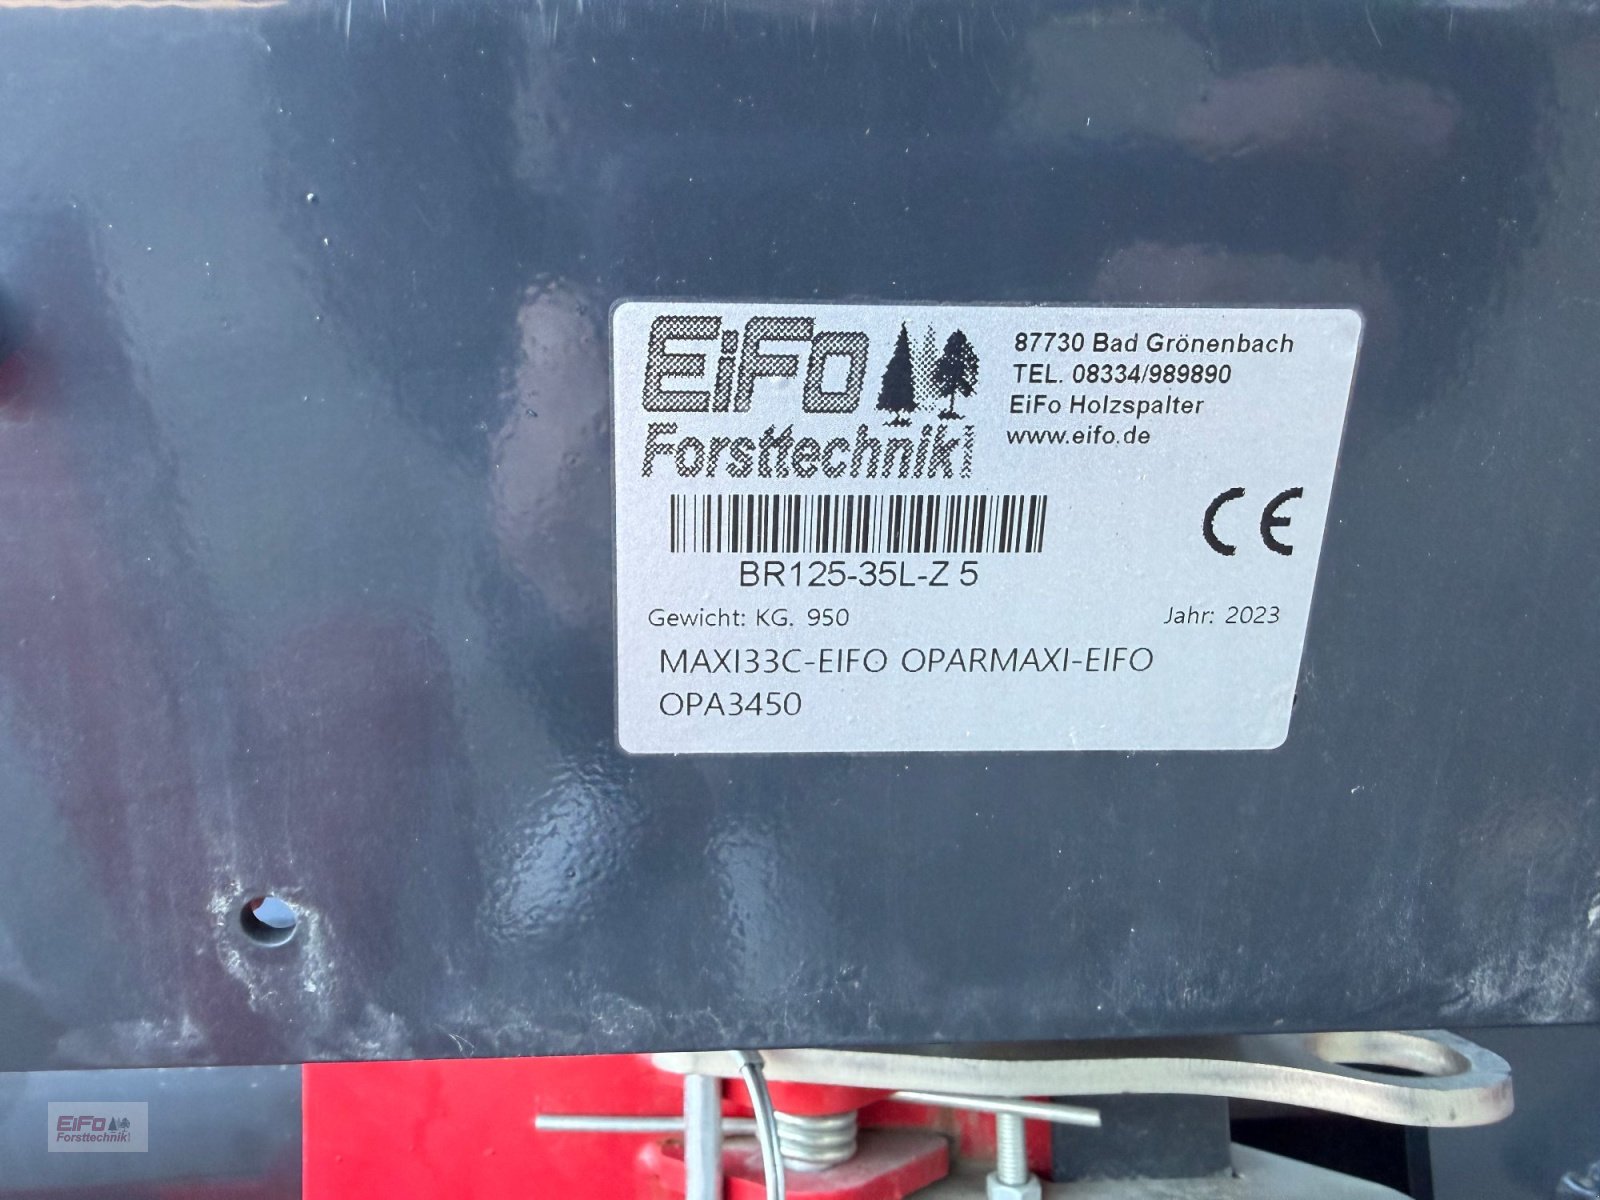 EiFo
Forsttechnik
87730 Bad Grönenbach
TEL. 08334/989890
EiFo Holzspalter
www.eifo.de
CE
BR125-35L-Z 5
Gewicht: KG. 950
Jahr: 2023
MAXI33C-EIFO OPARMAXI-EIFO
OPA3450
EiFo
Forsttechnik